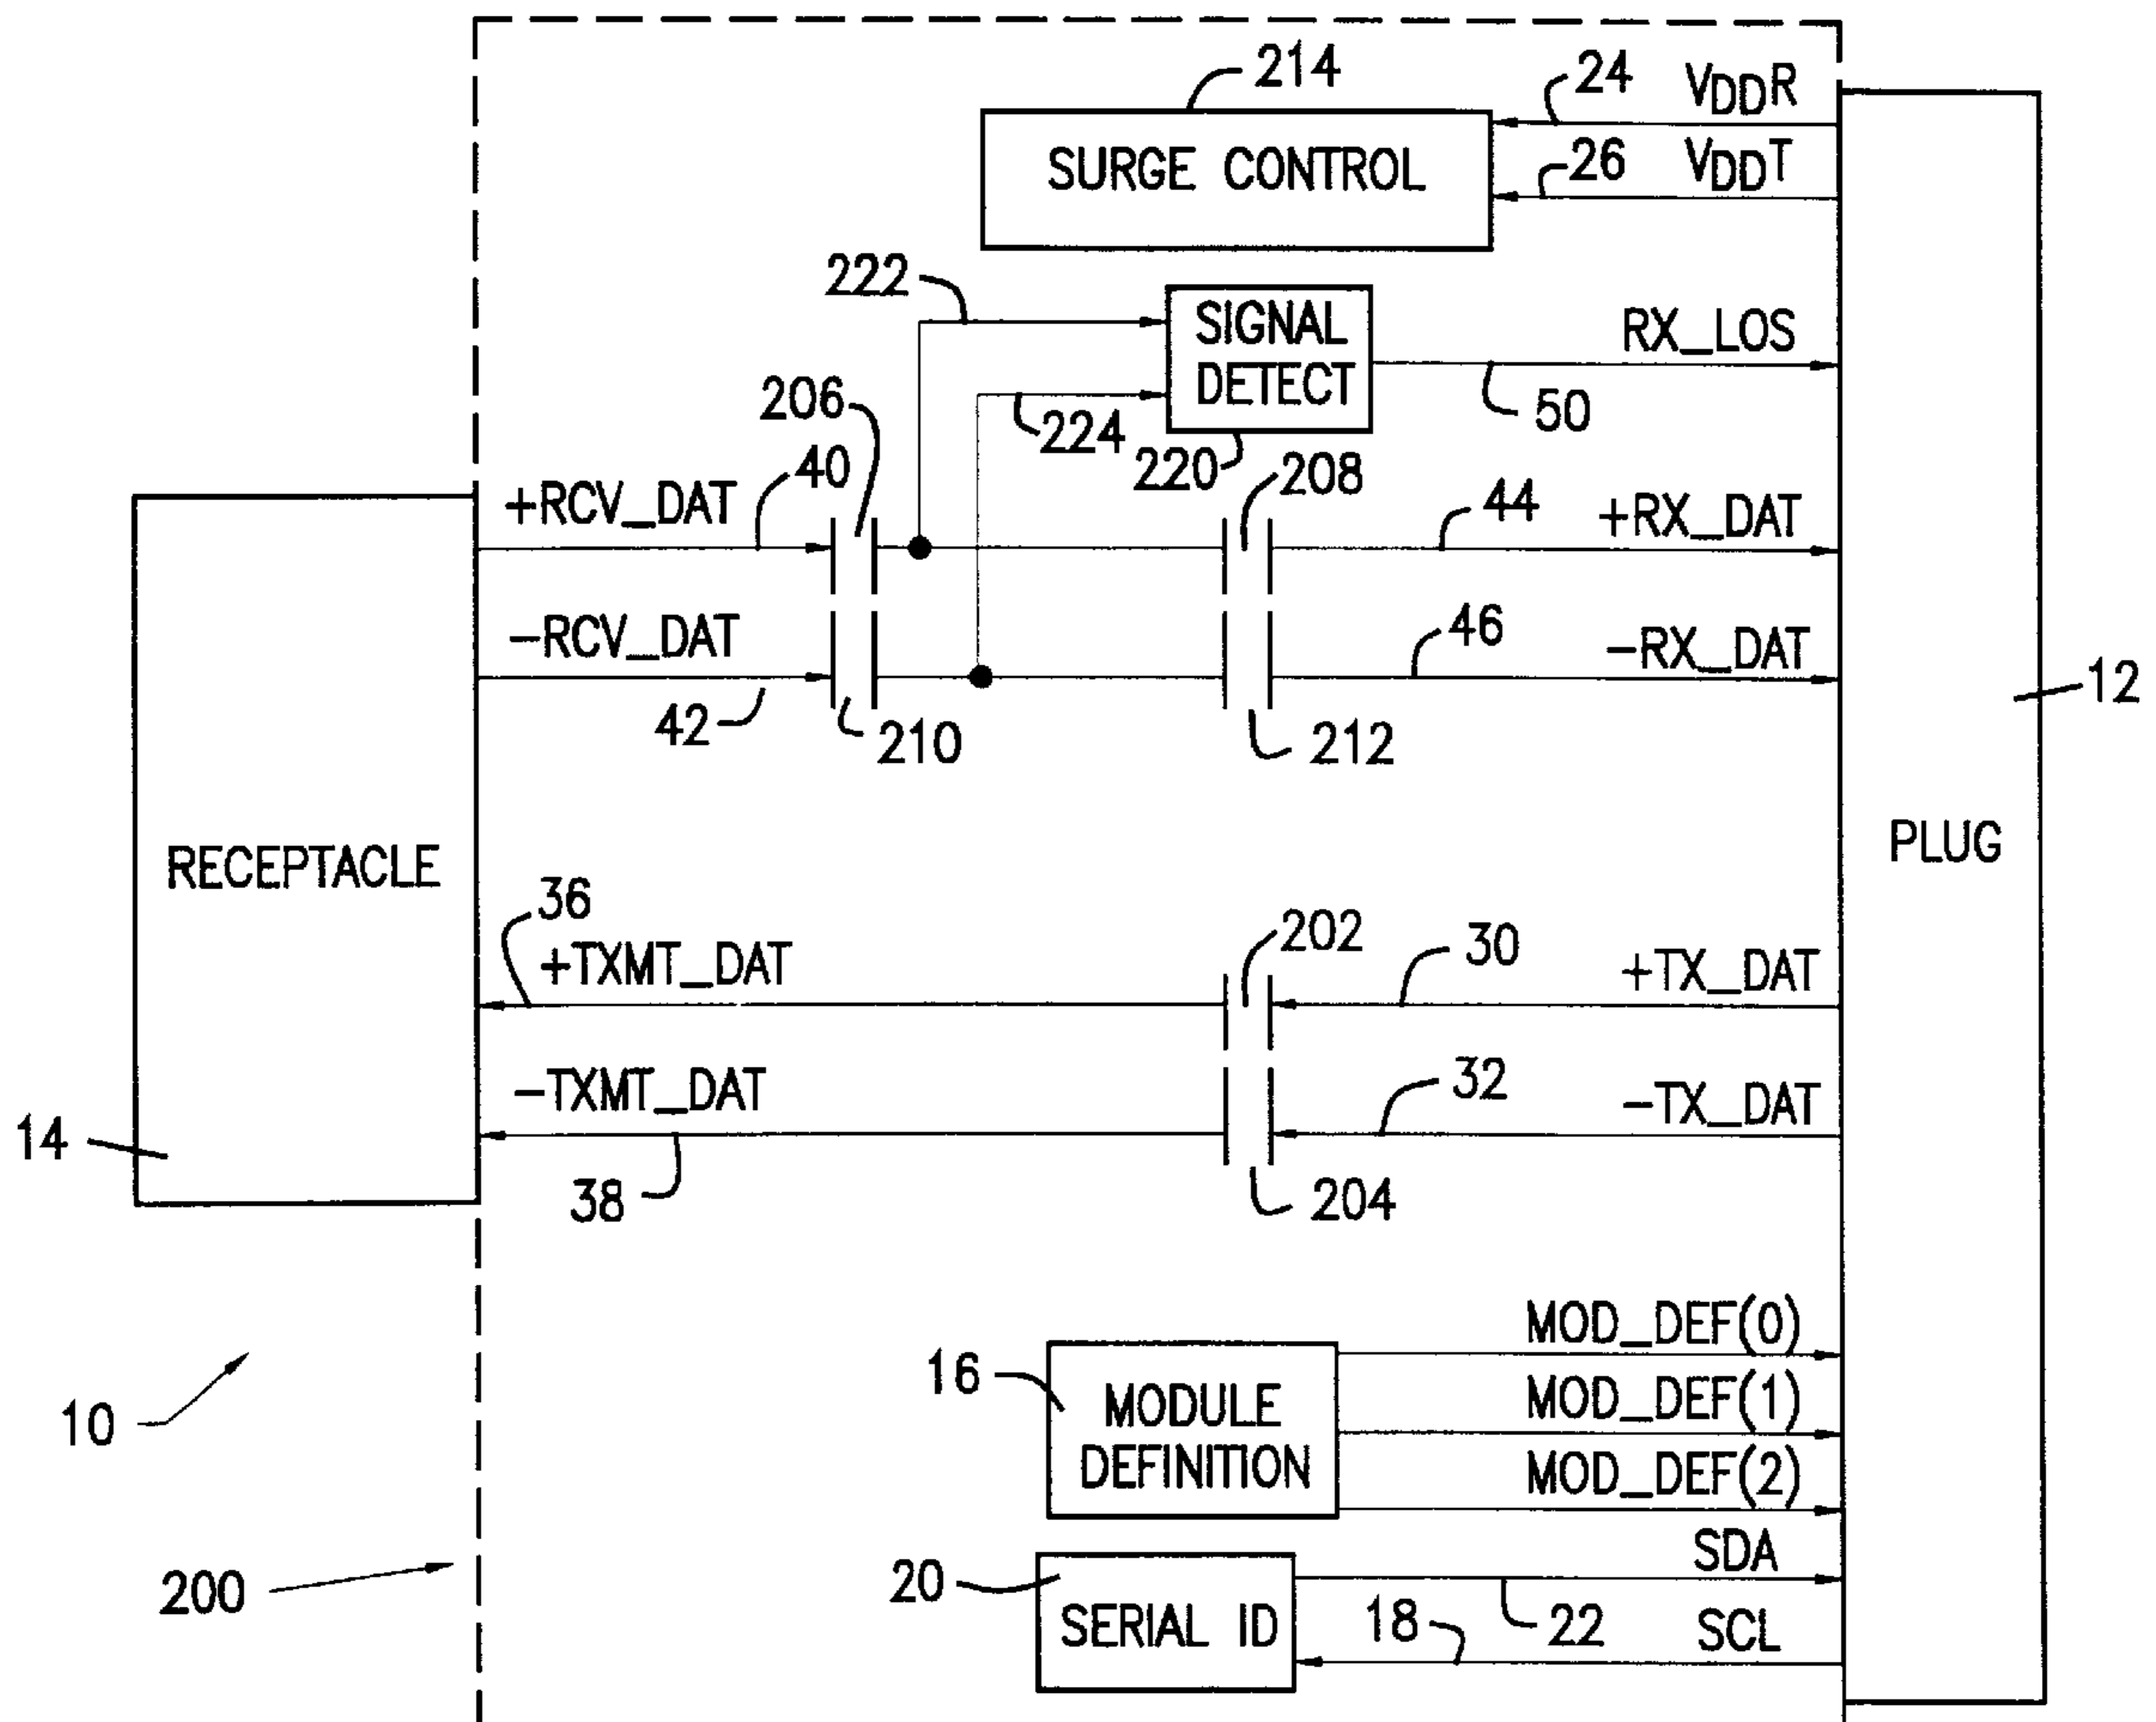 214
24
VDDR
SURGE CONTROL
26
VDDT
222
SIGNAL
DETECT
RX_LOS
206
224
50
40
220
208
+RCV_DAT
44
+RX_DAT
-RCV_DAT
46
-RX_DAT
12
42
210
212
RECEPTACLE
PLUG
36
+TXMT_DAT
202
30
+TX_DAT
-TXMT_DAT
32
-TX_DAT
14
38
204
MOD_DEF(0)
16
MODULE
DEFINITION
MOD_DEF(1)
10
MOD_DEF(2)
SDA
200
20
SERIAL ID
22
18
SCL